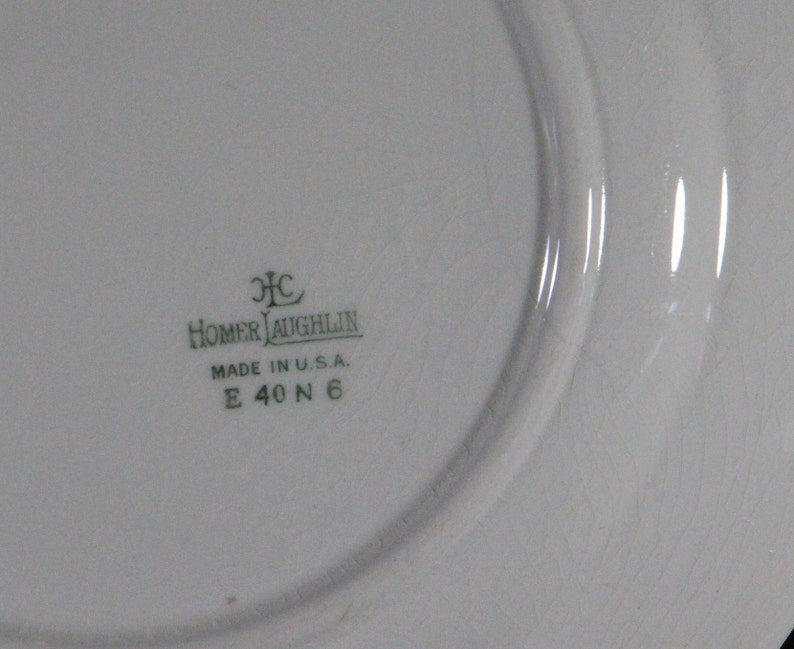 HLC
HOMER LAUGHLIN
MADE IN U.S.A.
E 40 N 6